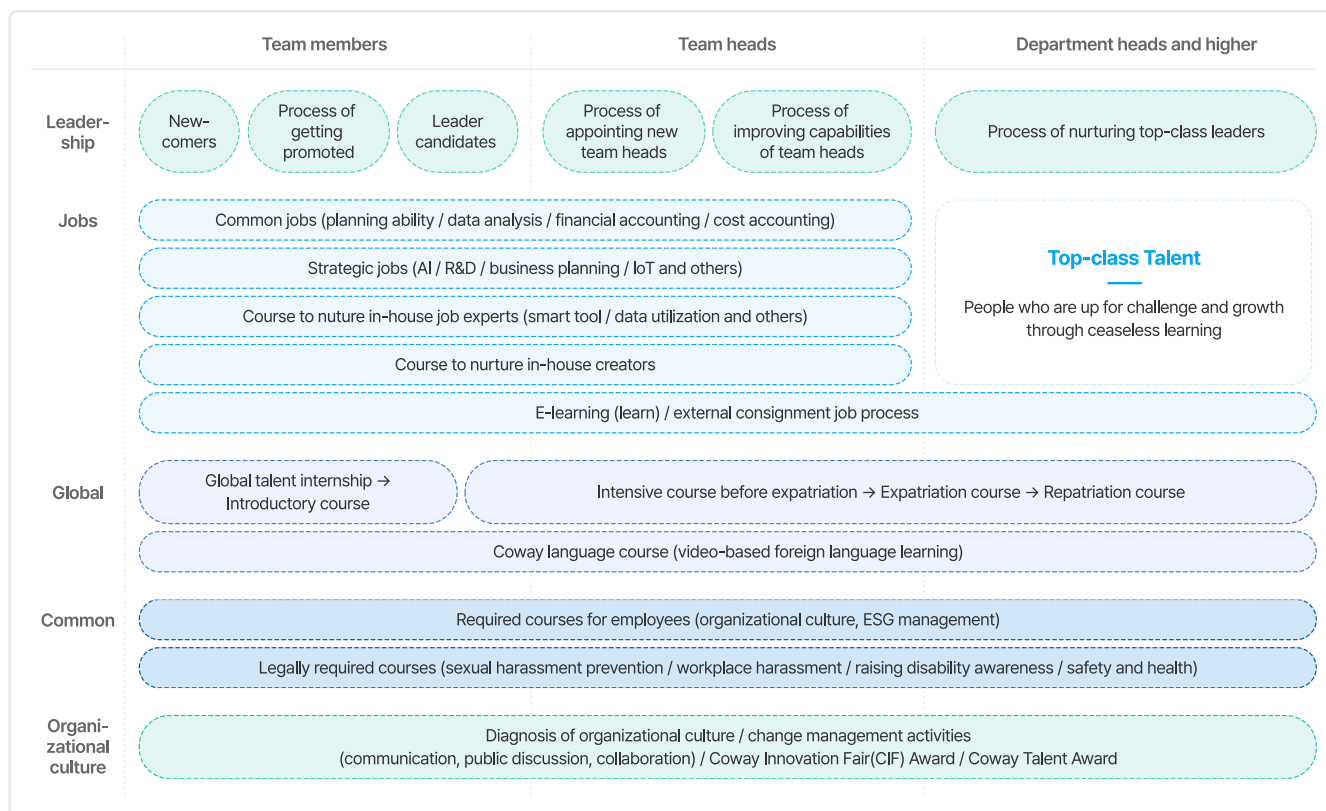 Team members
Team heads
Department heads and higher
Leader-
ship
New-
comers
Process of
getting
promoted
Leader
candidates
Process of
appointing new
team heads
Process of
improving capabilities
of team heads
Process of nurturing top-class leaders
Jobs
Common jobs (planning ability / data analysis / financial accounting / cost accounting)
Strategic jobs (AI / R&D / business planning / IoT and others)
Course to nuture in-house job experts (smart tool / data utilization and others)
Course to nurture in-house creators
Top-class Talent
People who are up for challenge and growth
through ceaseless learning
E-learning (learn) / external consignment job process
Global
Global talent internship →
Introductory course
Intensive course before expatriation → Expatriation course → Repatriation course
Coway language course (video-based foreign language learning)
Common
Required courses for employees (organizational culture, ESG management)
Legally required courses (sexual harassment prevention / workplace harassment / raising disability awareness / safety and health)
Organi-
zational
culture
Diagnosis of organizational culture / change management activities
(communication, public discussion, collaboration) / Coway Innovation Fair(CIF) Award / Coway Talent Award